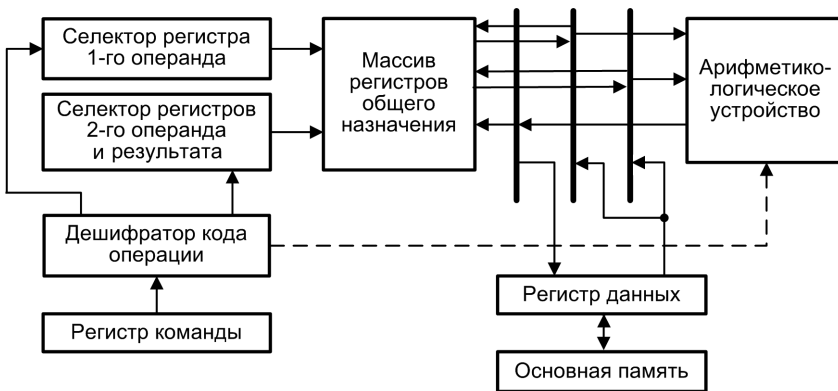 Селектор регистра
1-го операнда
Селектор регистров
2-го операнда
и результата
Массив
регистров
общего
назначения
Арифметико-
логическое
устройство
Дешифратор кода
операции
Регистр команды
Регистр данных
Основная память